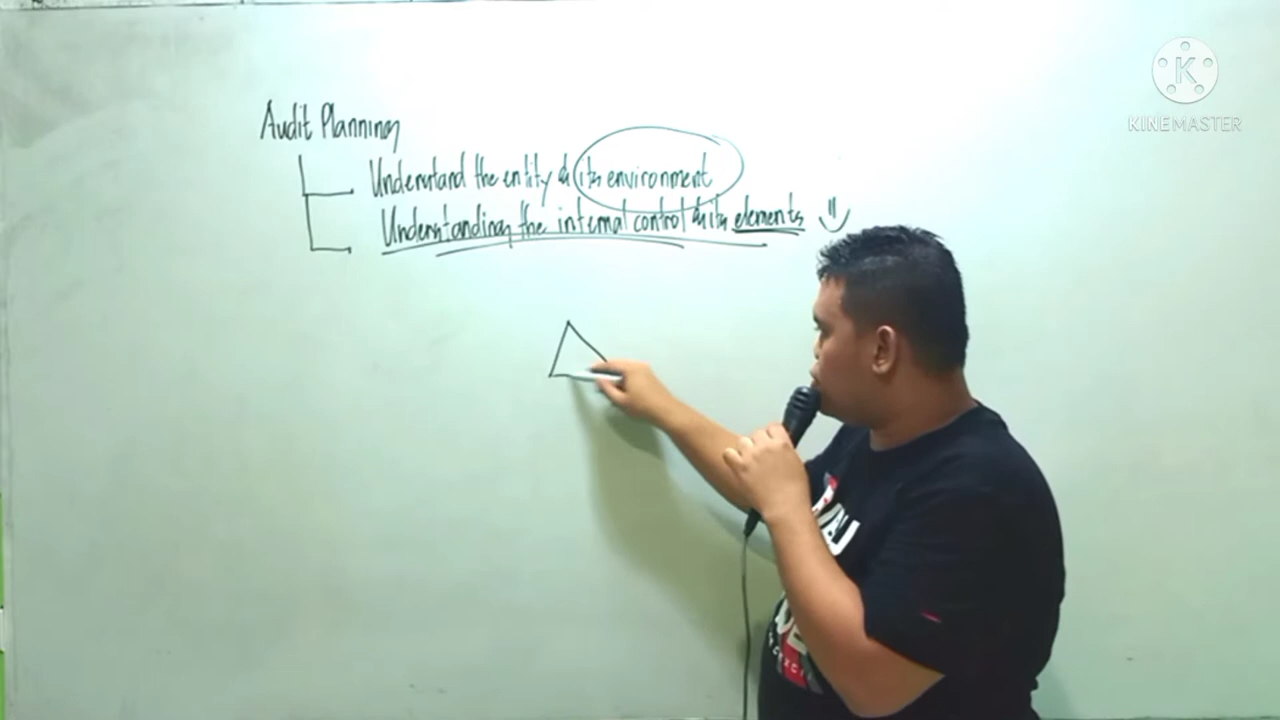 Audit Planning
Understand the entity & its environment
Understanding the internal control & its elements
K
KINEMASTER